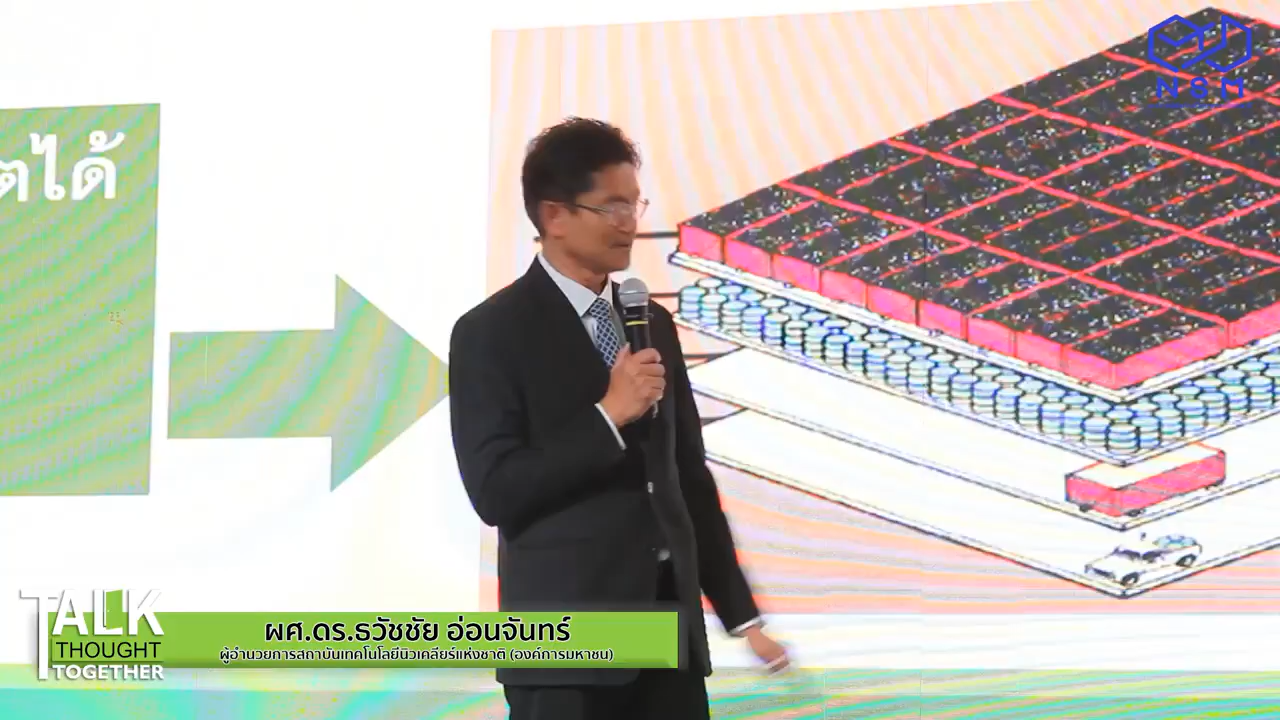 ตได้
N8IT
TALK
THOUGHT
TOGETHER
ผศ.ดร.ธวัชชัย อ่อนจันทร์
ผู้อำนวยการสถาบันเทคโนโลยีนิวเคลียร์แห่งชาติ (องค์การมหาชน)